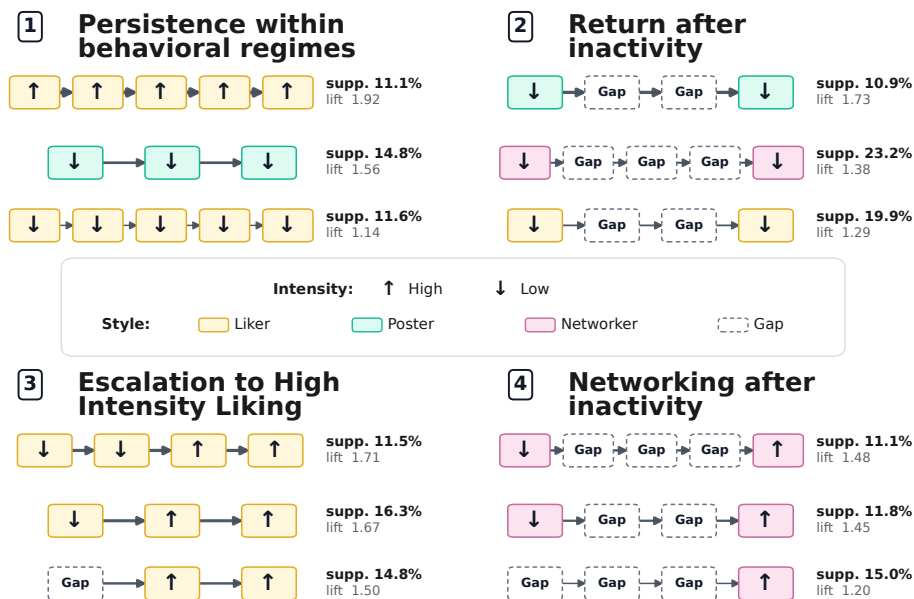 1
Persistence within
behavioral regimes
↑ ↑ ↑ ↑ ↑
supp. 11.1%
lift 1.92
↓ ↓ ↓
supp. 14.8%
lift 1.56
↓ ↓ ↓ ↓ ↓
supp. 11.6%
lift 1.14
2
Return after
inactivity
↓ Gap Gap ↓
supp. 10.9%
lift 1.73
↓ Gap Gap Gap ↓
supp. 23.2%
lift 1.38
↓ Gap Gap ↓
supp. 19.9%
lift 1.29
Intensity: ↑ High ↓ Low
Style: Liker Poster Networker Gap
3
Escalation to High
Intensity Liking
↓ ↓ ↑ ↑
supp. 11.5%
lift 1.71
↓ ↑ ↑
supp. 16.3%
lift 1.67
Gap ↑ ↑
supp. 14.8%
lift 1.50
4
Networking after
inactivity
↓ Gap Gap Gap ↑
supp. 11.1%
lift 1.48
↓ Gap Gap ↑
supp. 11.8%
lift 1.45
Gap Gap Gap ↑
supp. 15.0%
lift 1.20